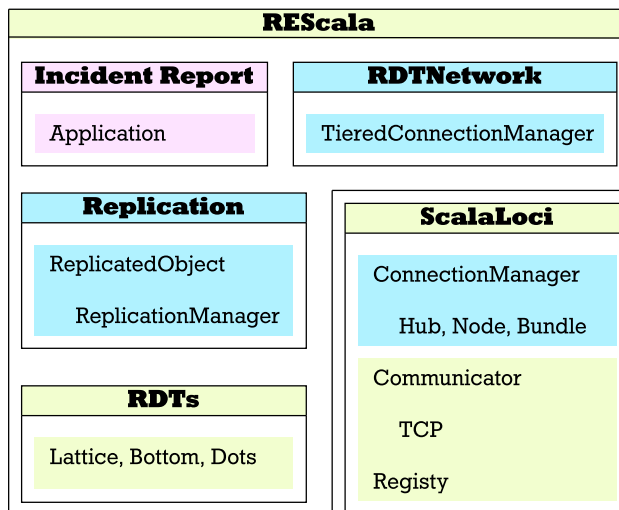 REScala
Incident Report
Application
RDTNetwork
TieredConnectionManager
Replication
ReplicatedObject
ReplicationManager
RDTs
Lattice, Bottom, Dots
ScalaLoci
ConnectionManager
Hub, Node, Bundle
Communicator
TCP
Registy